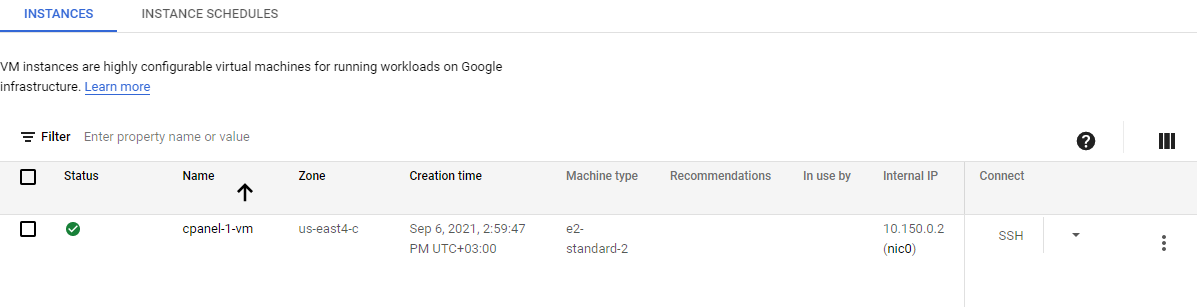 INSTANCES INSTANCE SCHEDULES
VM instances are highly configurable virtual machines for running workloads on Google
infrastructure. Learn more
Filter Enter property name or value
Status Name Zone Creation time Machine type Recommendations In use by Internal IP Connect
cpanel-1-vm us-east4-c Sep 6, 2021, 2:59:47 e2- 10.150.0.2 SSH
PM UTC+03:00 standard-2 (nic0)